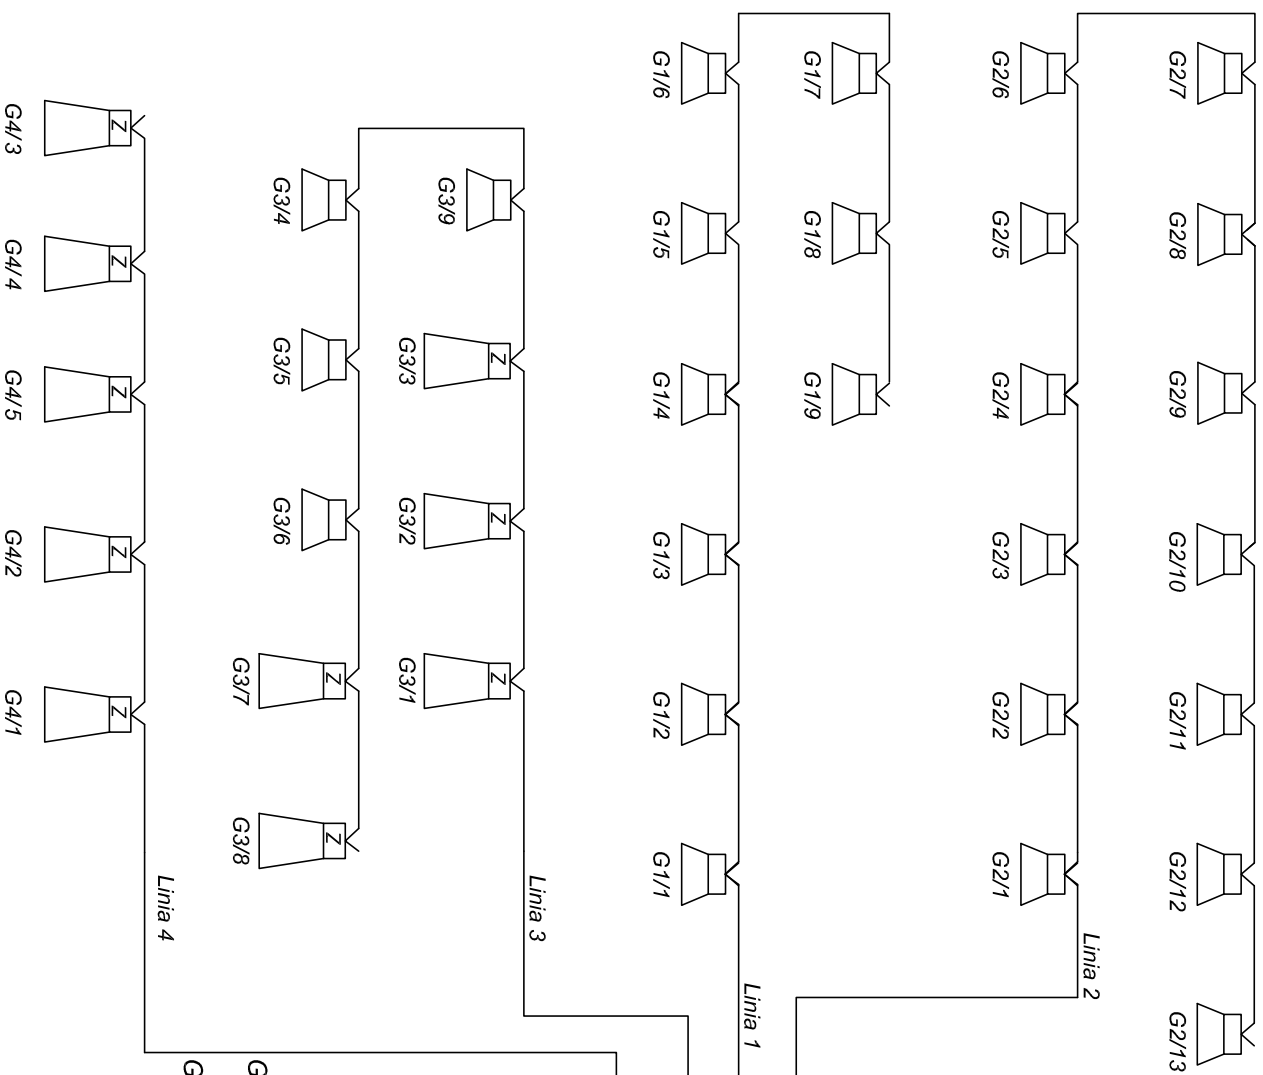 G2/7
G2/8
G2/9
G2/10
G2/11
G2/12
G2/13
Linia 2
G2/6
G2/5
G2/4
G2/3
G2/2
G2/1
G1/7
G1/8
G1/9
Linia 1
G1/6
G1/5
G1/4
G1/3
G1/2
G1/1
Linia 3
G3/9
G3/3
G3/2
G3/1
Z
Z
Z
G3/4
G3/5
G3/6
G3/7
G3/8
Z
Z
Linia 4
G4/3
G4/4
G4/5
G4/2
G4/1
Z
Z
Z
Z
Z
G
G